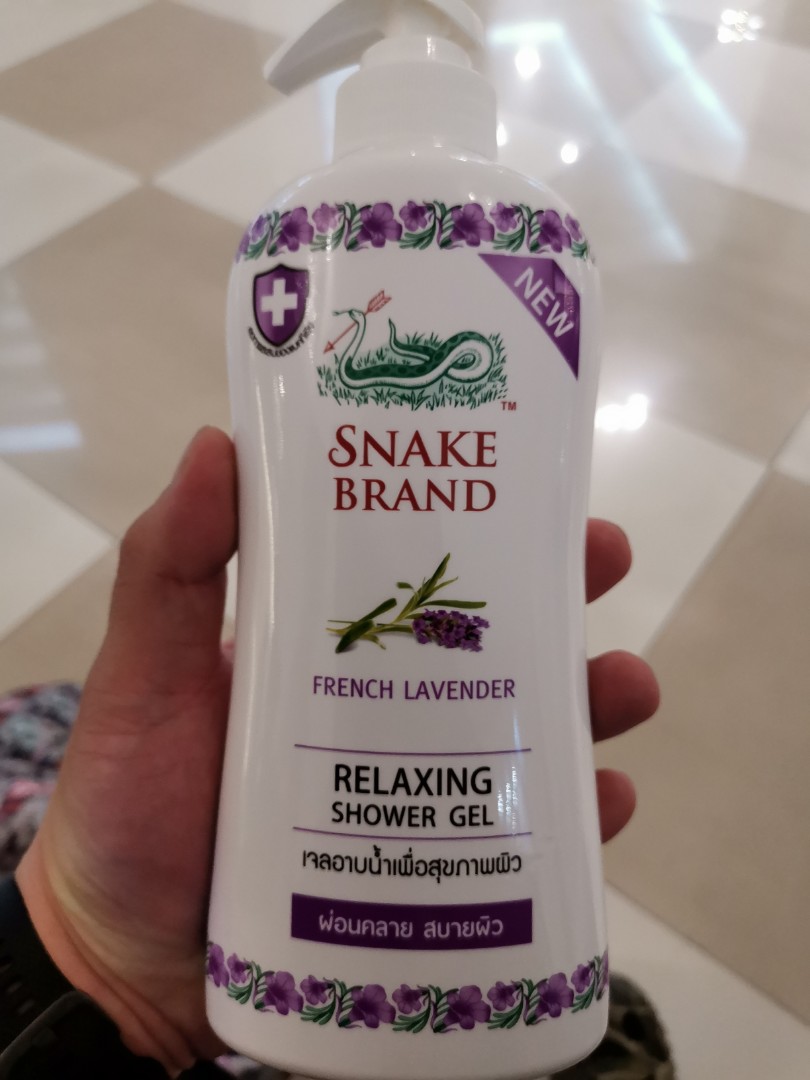 NEW
TM
SNAKE
BRAND
FRENCH LAVENDER
RELAXING
SHOWER GEL
เจลอาบน้ำเพื่อสุขภาพผิว
ผ่อนคลาย สบายผิว